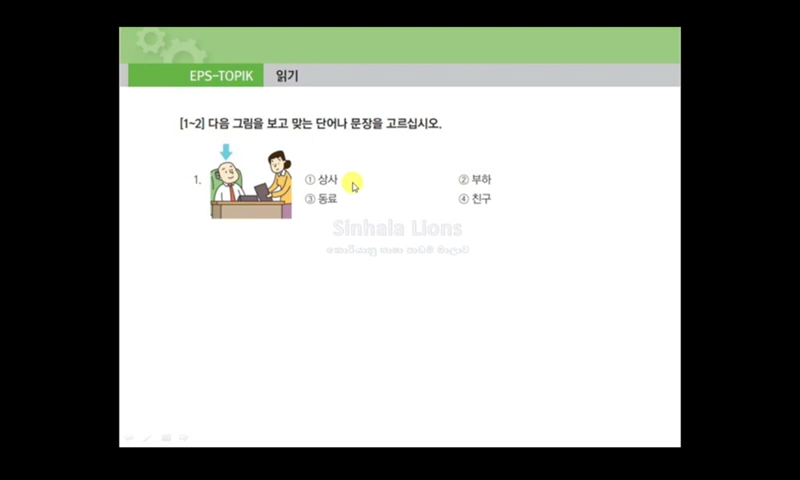 EPS-TOPIK 읽기
[1~2] 다음 그림을 보고 맞는 단어나 문장을 고르십시오.
1. ① 상사 ② 부하
③ 동료 ④ 친구
Sinhala Lions
කොරියානු භාෂා පාඩම් මාලාව